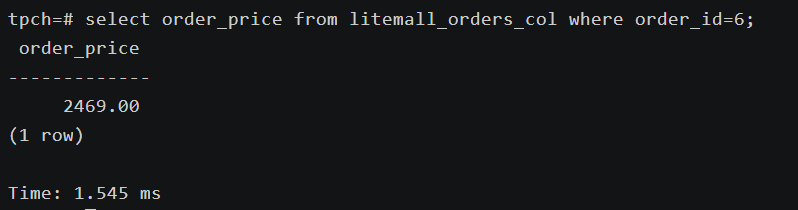 tpch=# select order_price from litemall_orders_col where order_id=6;
 order_price
-------------
     2469.00
(1 row)

Time: 1.545 ms